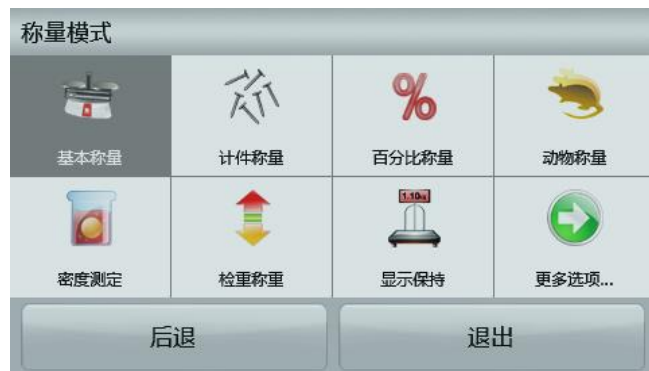 称量模式
基本称量
计件称量
百分比称量
动物称量
1.10kg
密度测定
检重称重
显示保持
更多选项...
后退
退出